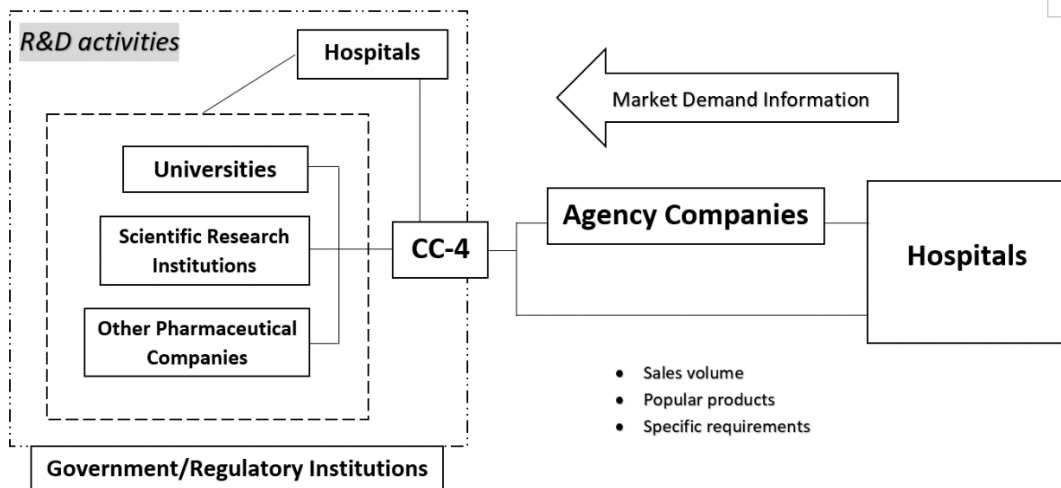 R&D activities
Hospitals
Market Demand Information
Universities
Scientific Research
Institutions
Other Pharmaceutical
Companies
CC-4
Agency Companies
Hospitals
• Sales volume
• Popular products
• Specific requirements
Government/Regulatory Institutions